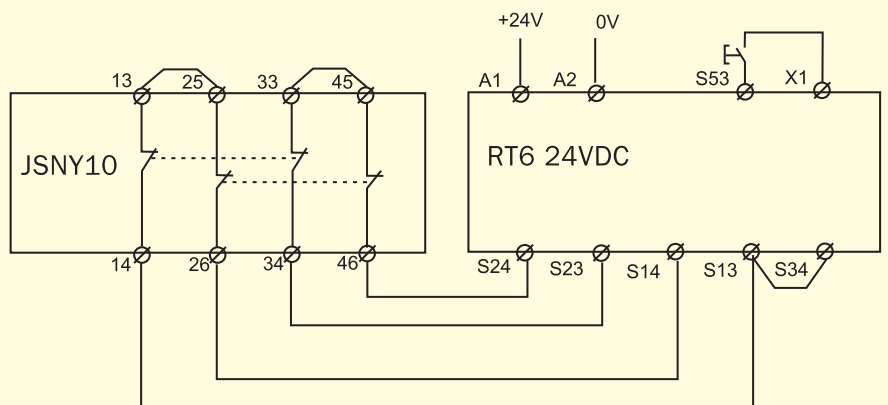 +24V 0V
13 25 33 45 A1 A2 S53 X1
JSNY10 RT6 24VDC
14 26 34 46 S24 S23 S14 S13 S34